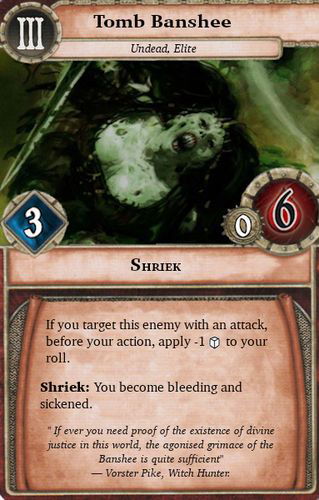 III
Tomb Banshee
Undead, Elite
3
0
6
Shriek
If you target this enemy with an attack,
before your action, apply -1 to your
roll.
Shriek: You become bleeding and
sickened.
" If ever you need proof of the existence of divine
justice in this world, the agonised grimace of the
Banshee is quite sufficient"
— Vorster Pike, Witch Hunter.